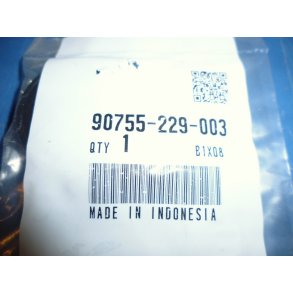 90755-229-003
QTY 1 B1X08
MADE IN INDONESIA